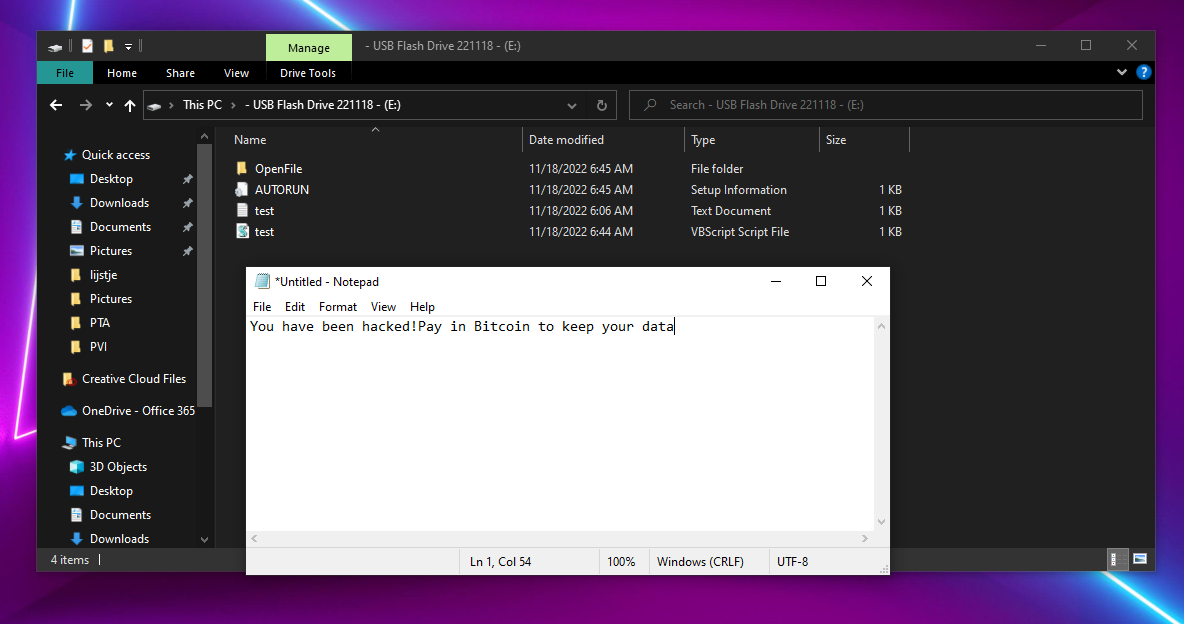 Manage
- USB Flash Drive 221118 - (E:)
File
Home
Share
View
Drive Tools
?
This PC
- USB Flash Drive 221118 - (E:)
Search - USB Flash Drive 221118 - (E:)
Name
Date modified
Type
Size
OpenFile
11/18/2022 6:45 AM
File folder
AUTORUN
11/18/2022 6:45 AM
Setup Information
1 KB
test
11/18/2022 6:06 AM
Text Document
1 KB
test
11/18/2022 6:44 AM
VBScript Script File
1 KB
Quick access
Desktop
Downloads
Documents
Pictures
lijstje
Pictures
PTA
PVI
Creative Cloud Files
OneDrive - Office 365
This PC
3D Objects
Desktop
Documents
Downloads
4 items
*Untitled - Notepad
File
Edit
Format
View
Help
You have been hacked!Pay in Bitcoin to keep your data
Ln 1, Col 54
100%
Windows (CRLF)
UTF-8